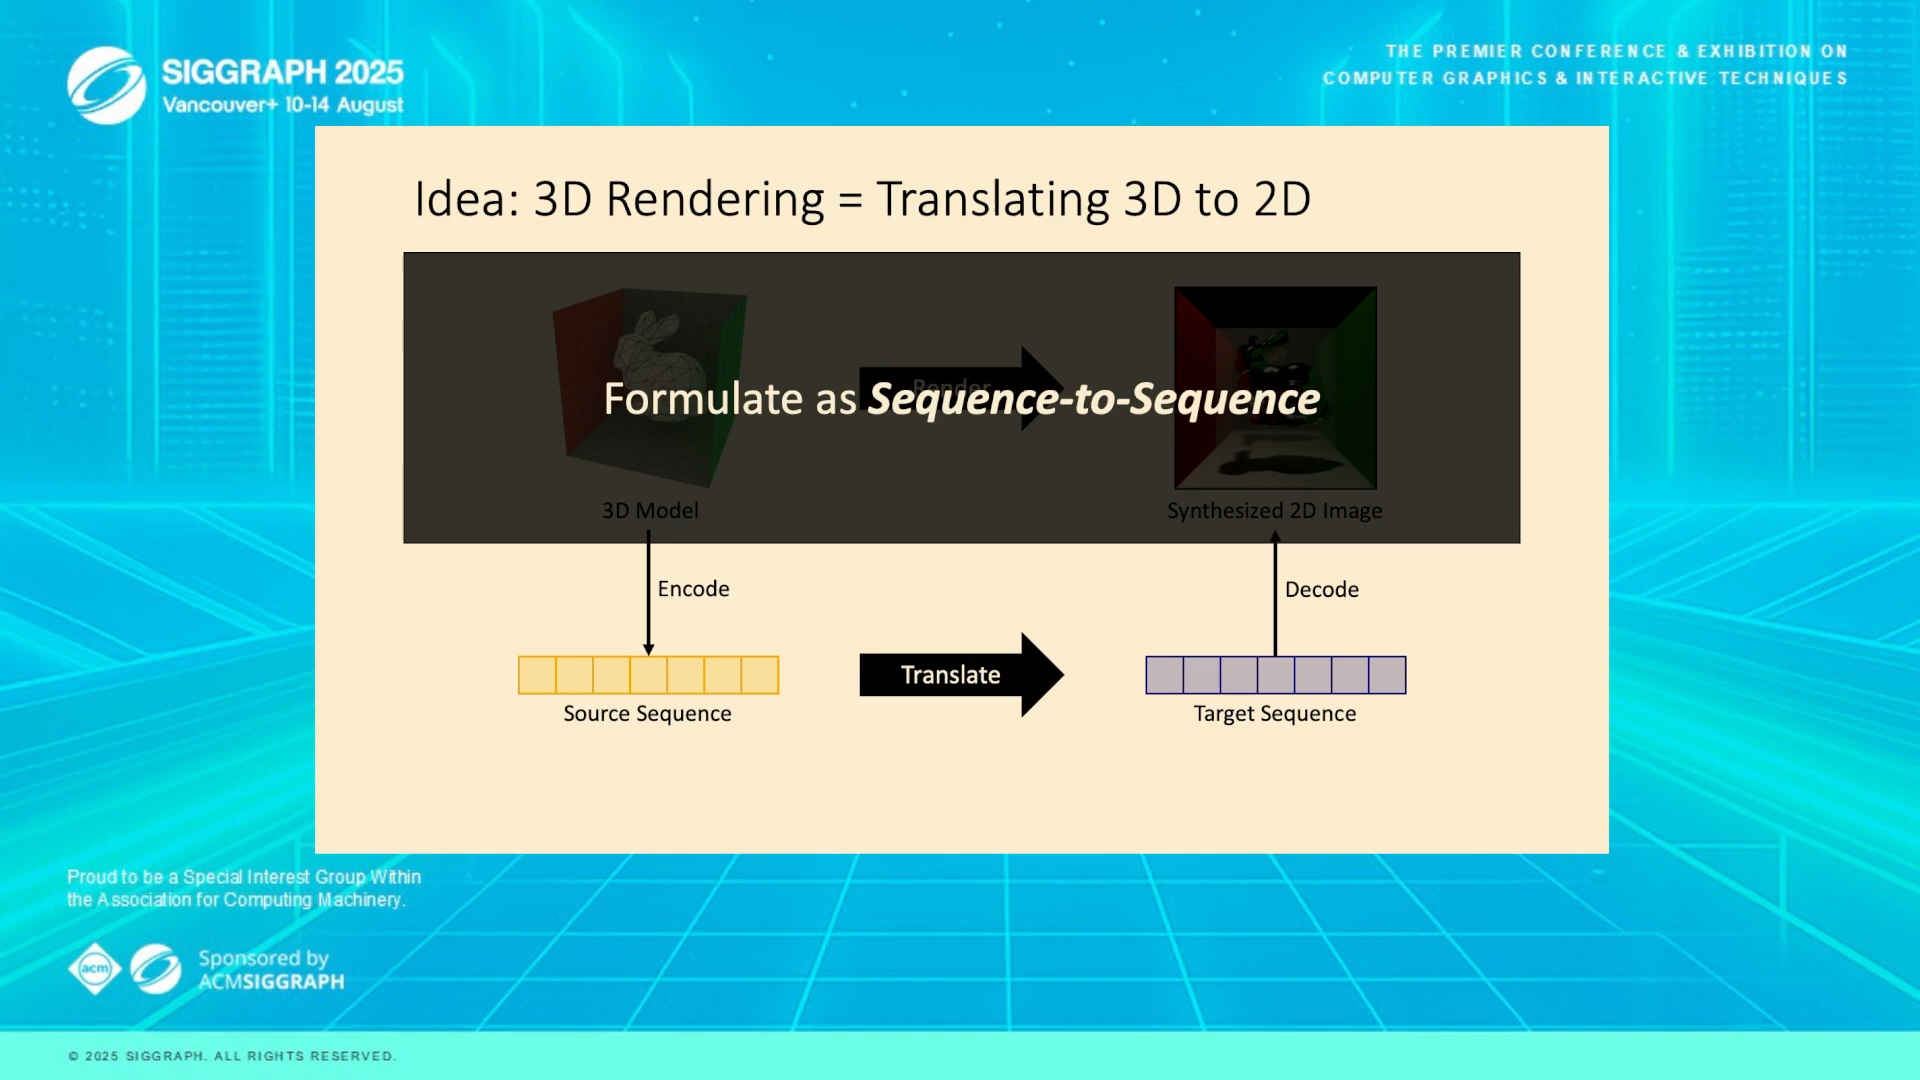 SIGGRAPH 2025
Vancouver+ 10-14 August
THE PREMIER CONFERENCE & EXHIBITION ON
COMPUTER GRAPHICS & INTERACTIVE TECHNIQUES
Idea: 3D Rendering = Translating 3D to 2D
Render
Formulate as Sequence-to-Sequence
3D Model
Synthesized 2D Image
Encode
Decode
Translate
Source Sequence
Target Sequence
Proud to be a Special Interest Group Within
the Association for Computing Machinery.
acm
Sponsored by
ACMSIGGRAPH
© 2025 SIGGRAPH. ALL RIGHTS RESERVED.